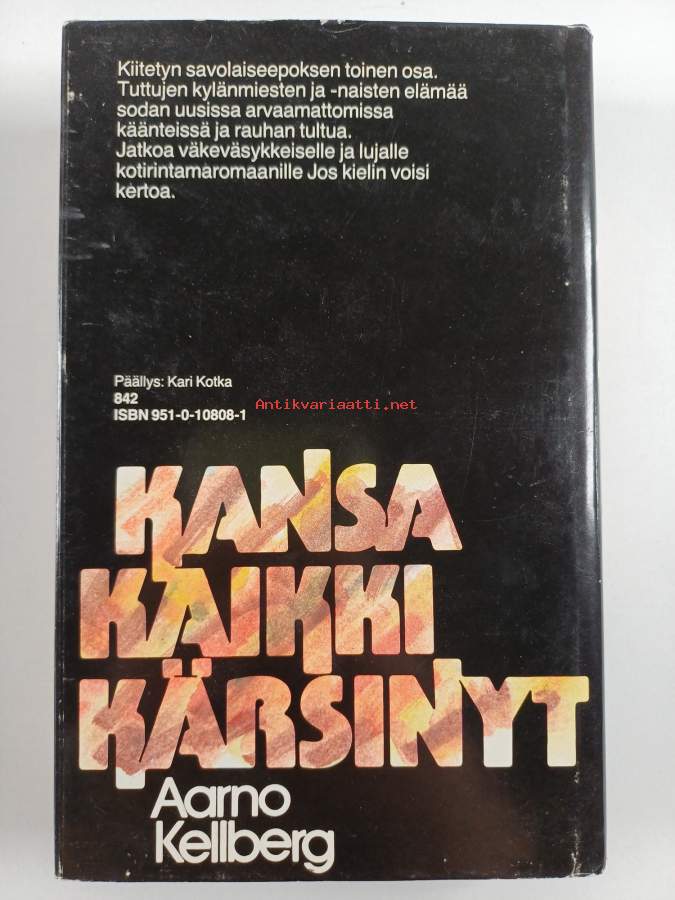 Kiitetyn savolaiseepoksen toinen osa.
Tuttujen kylänmiesten ja -naisten elämää
sodan uusissa arvaamattomissa
käänteissä ja rauhan tultua.
Jatkoa väkeväsykkeiselle ja lujalle
kotirintamaromaanille Jos kielin voisi
kertoa.
Päällys: Kari Kotka
842
ISBN 951-0-10808-1
Antikvariaatti.net
KANSA
KAIKKI
KÄRSINYT
Aarno
Kellberg